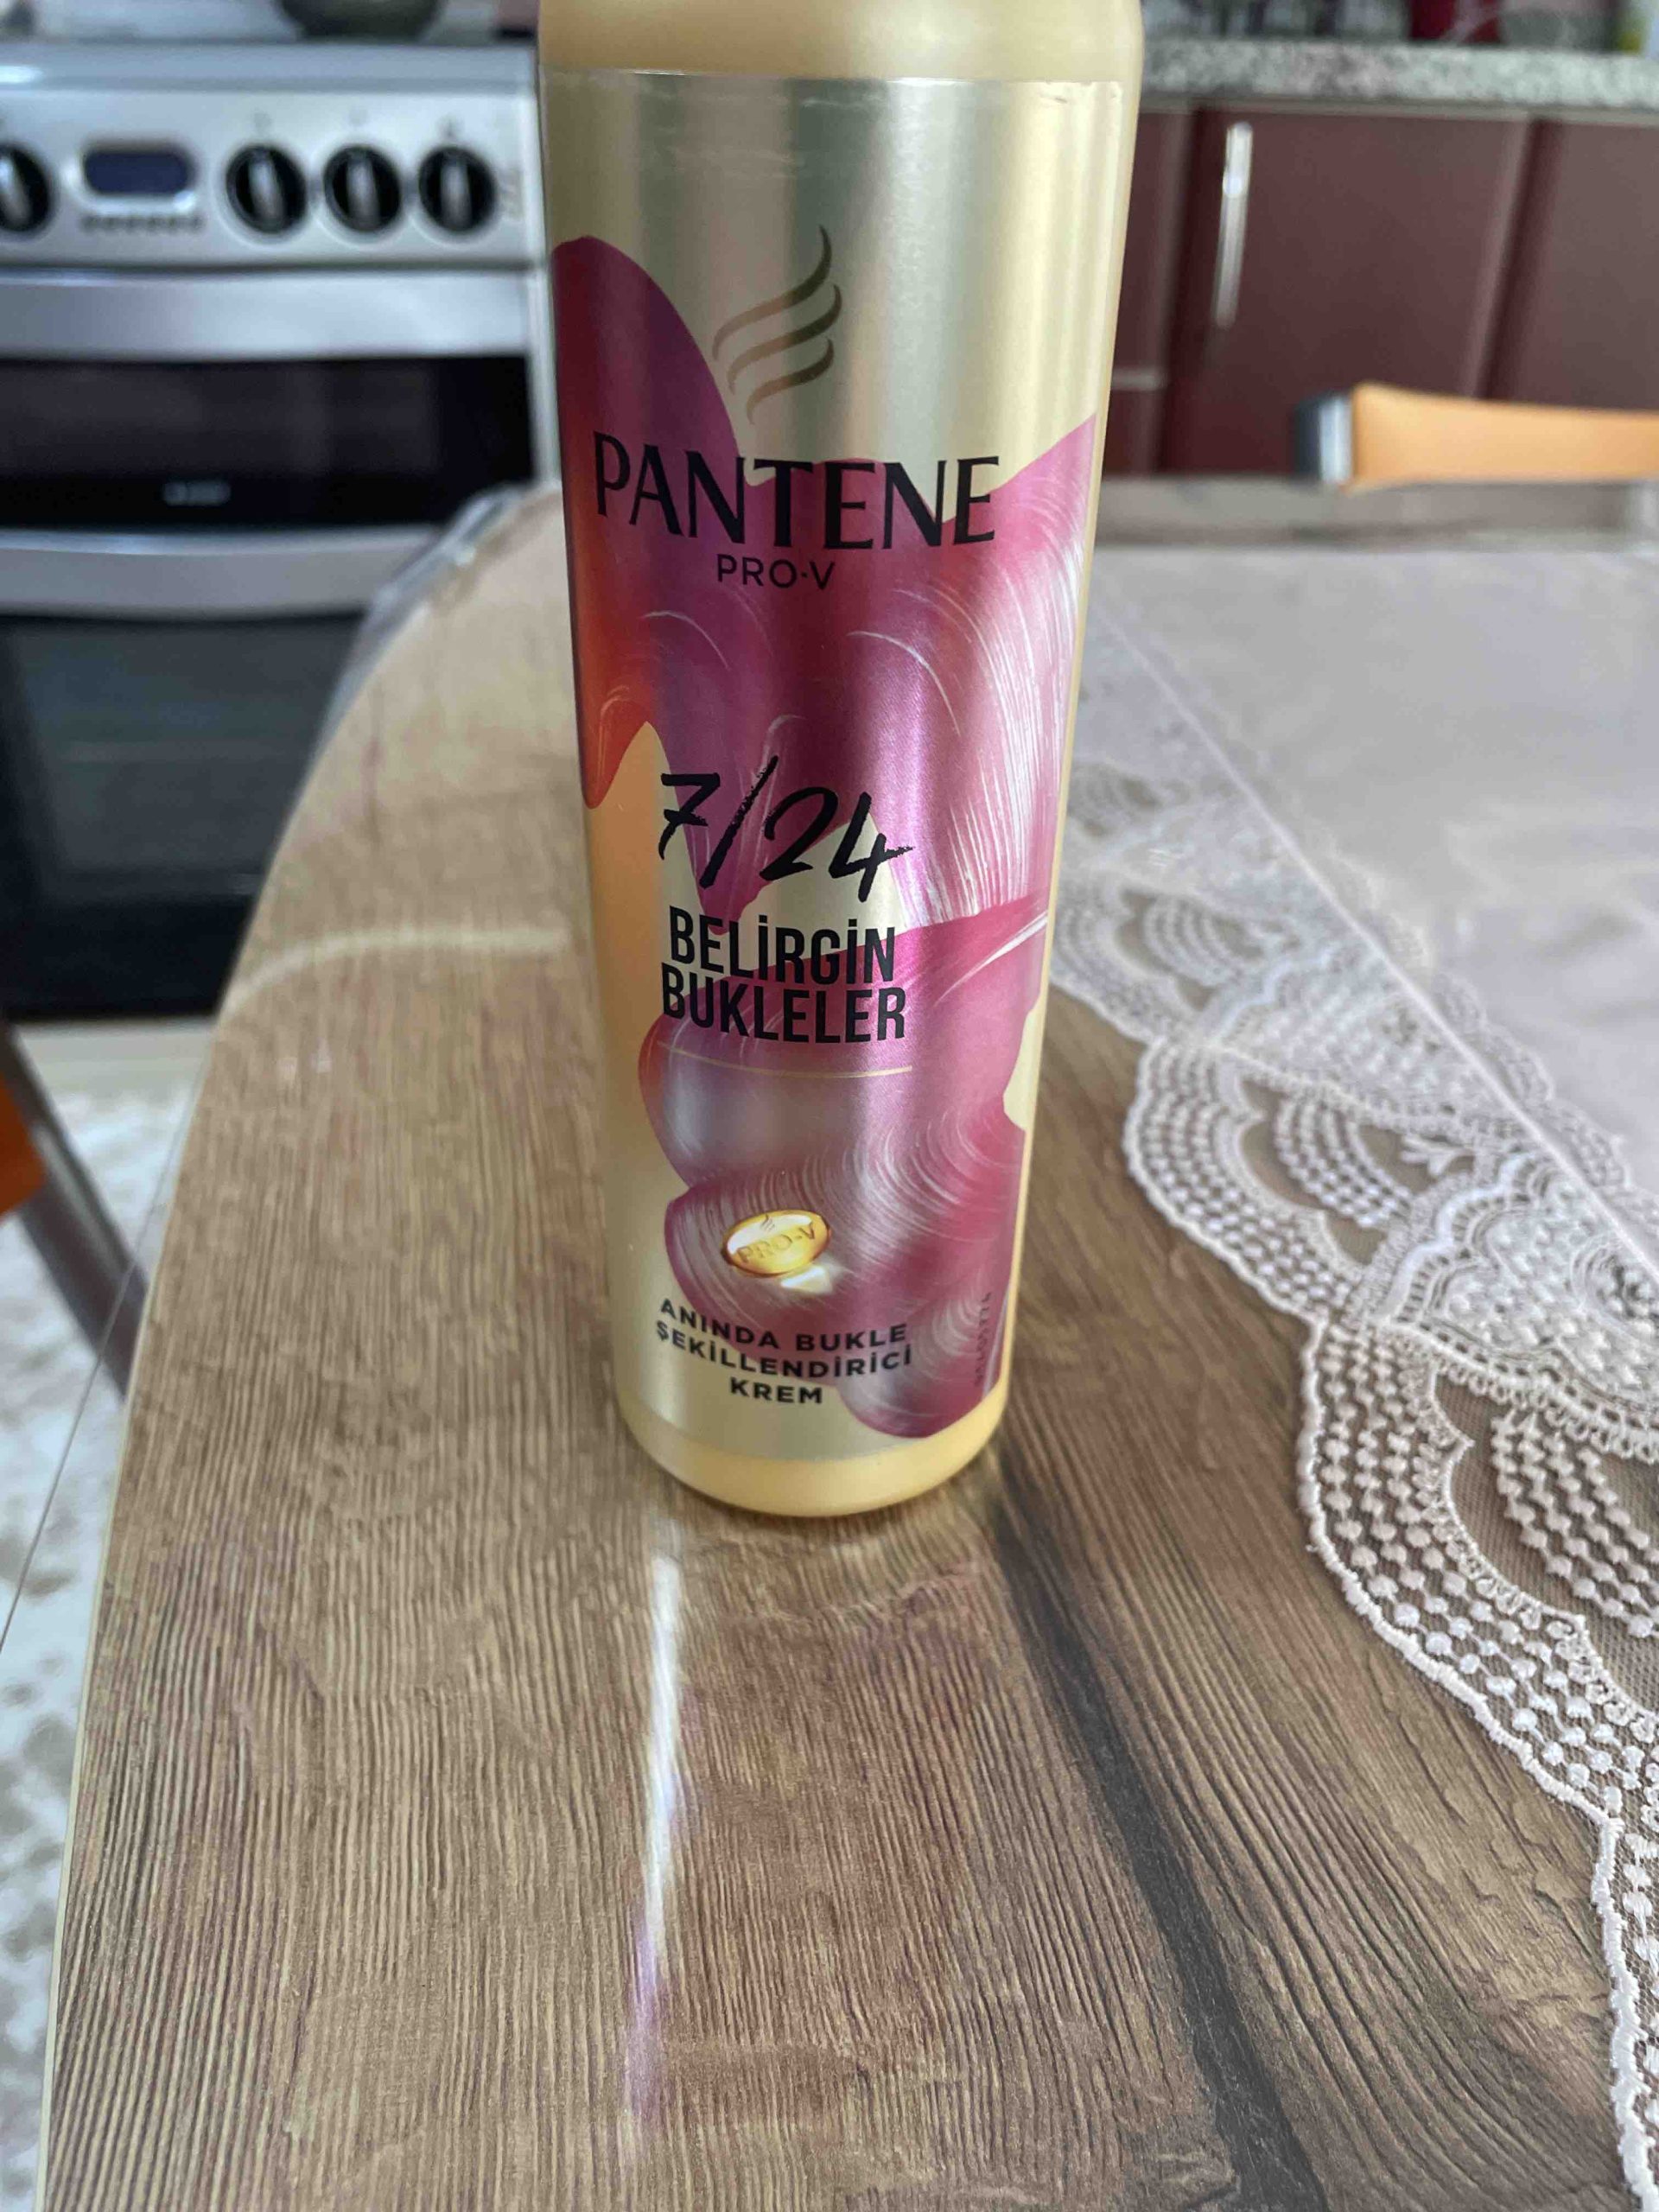 PANTENE
PRO-V
7/24
BELİRGİN
BUKLELER
PRO-V
ANINDA BUKLE
ŞEKİLLENDİRİCİ
KREM